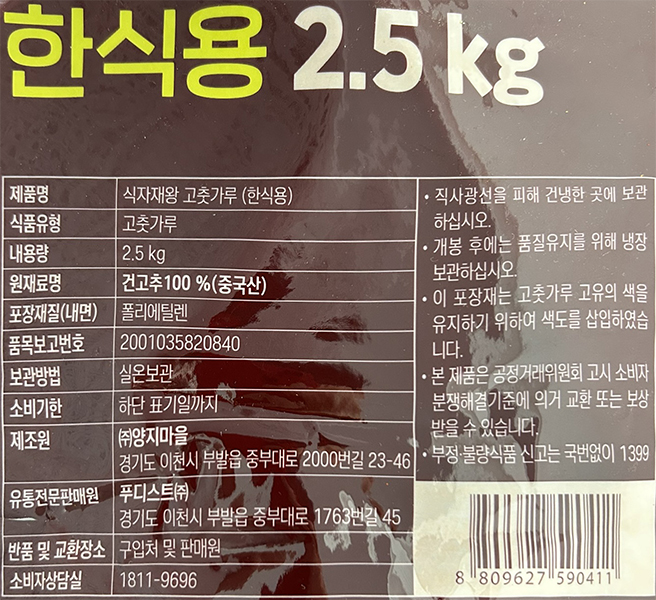 한식용 2.5 kg
제품명 식자재왕 고춧가루 (한식용)
식품유형 고춧가루
내용량 2.5 kg
원재료명 건고추100 %(중국산)
포장재질(내면) 폴리에틸렌
품목보고번호 2001035820840
보관방법 실온보관
소비기한 하단 표기일까지
제조원 ㈜양지마을
경기도 이천시 부발읍 중부대로 2000번길 23-46
유통전문판매원 푸디스트㈜
경기도 이천시 부발읍 중부대로 1763번길 45
반품 및 교환장소 구입처 및 판매원
소비자상담실 1811-9696
• 직사광선을 피해 건냉한 곳에 보관
하십시오.
• 개봉 후에는 품질유지를 위해 냉장
보관하십시오.
• 이 포장재는 고춧가루 고유의 색을
유지하기 위하여 색도를 삽입하였습
니다.
• 본 제품은 공정거래위원회 고시 소비자
분쟁해결기준에 의거 교환 또는 보상
받을 수 있습니다.
• 부정·불량식품 신고는 국번없이 1399
8 809627 590411